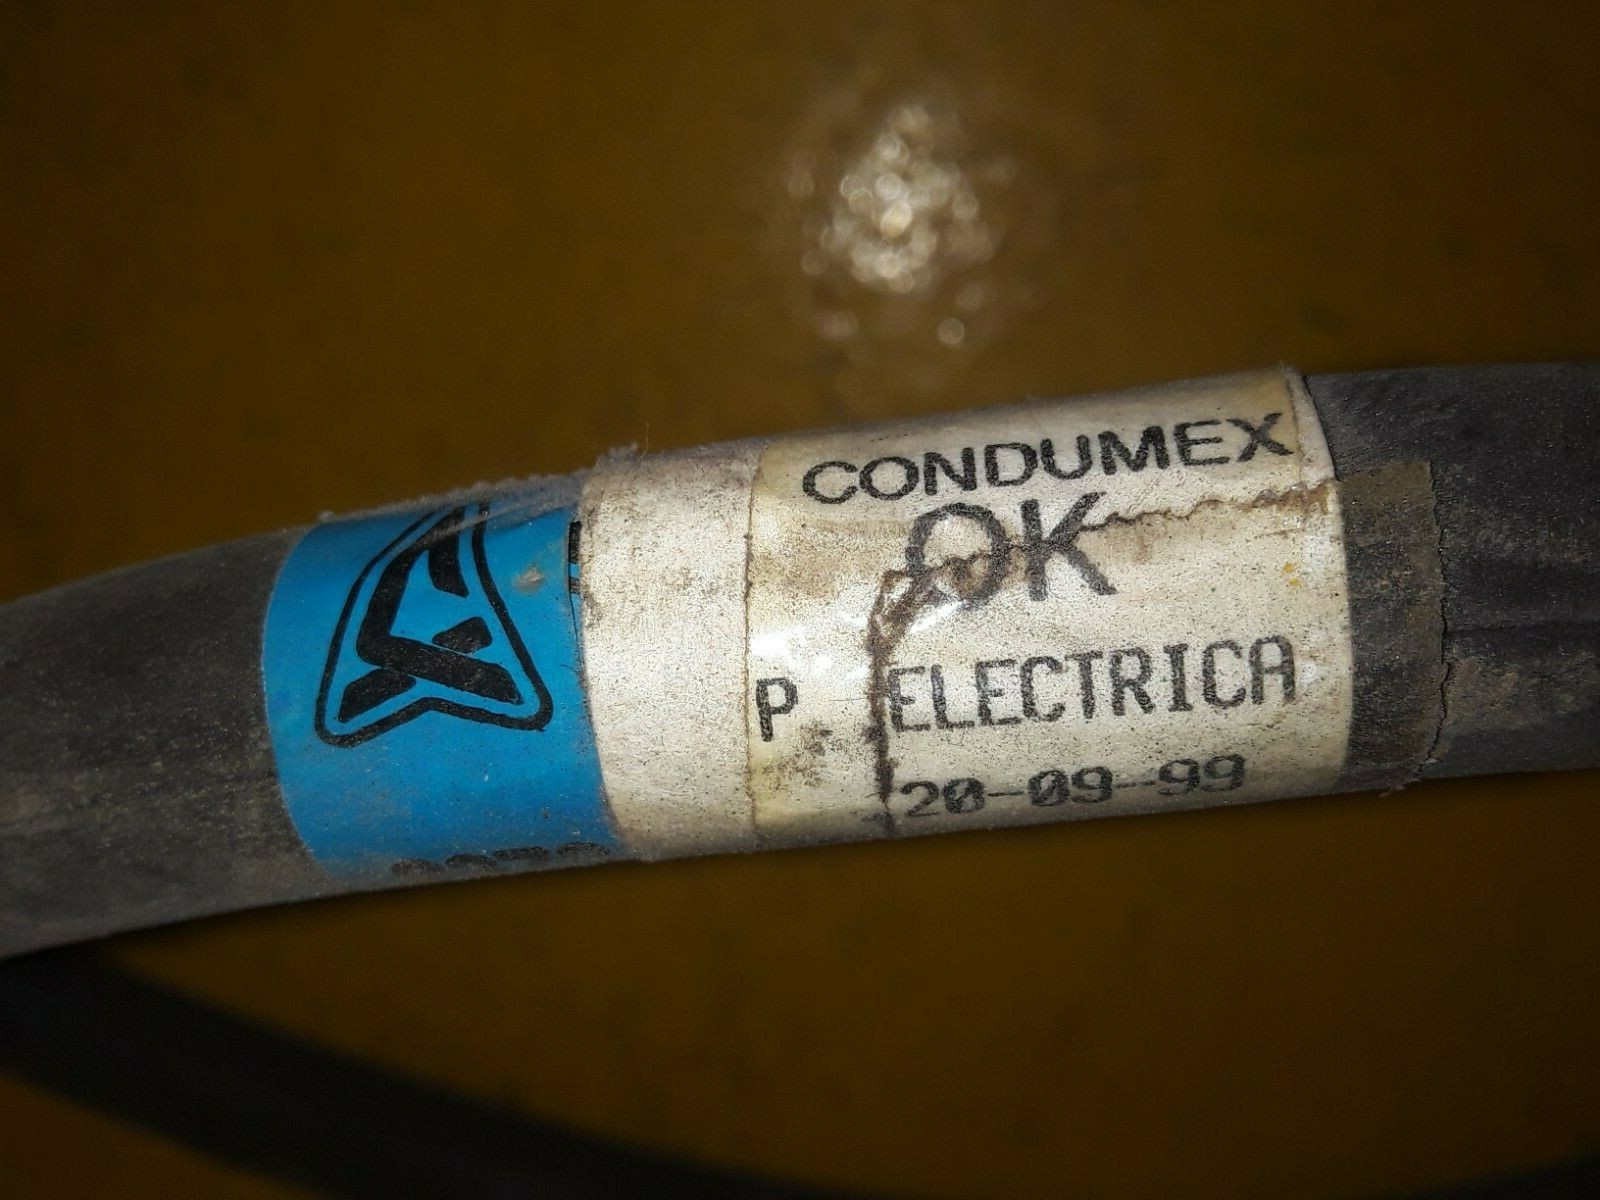 CONDUMEX
OK
P ELECTRICA
20-09-99